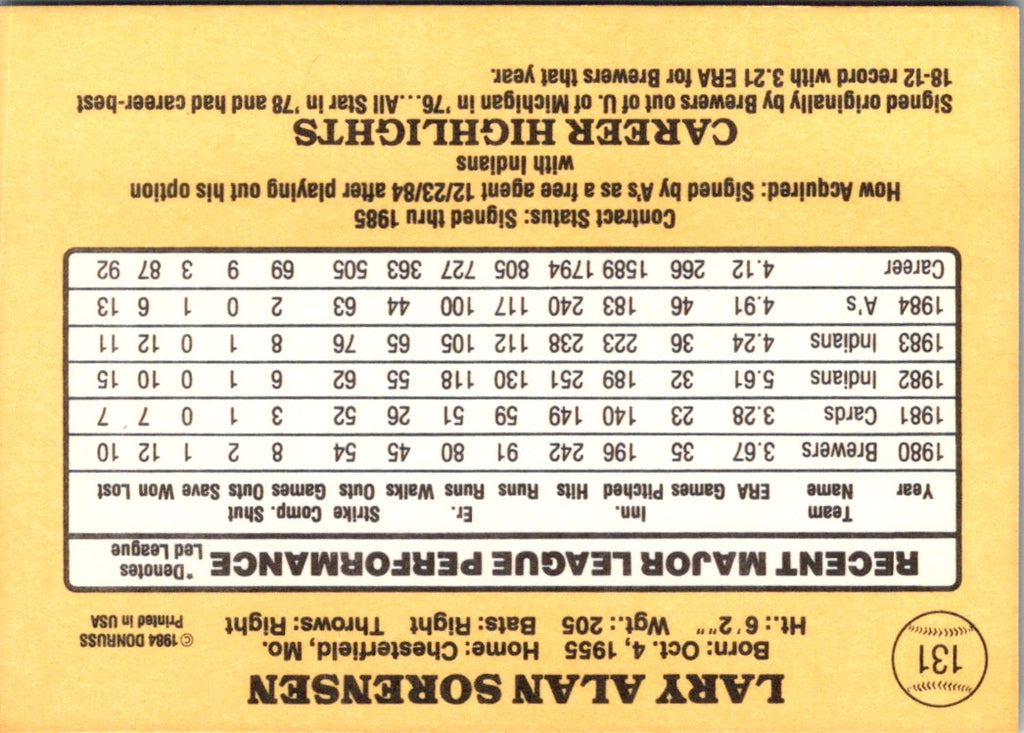 131
LARY ALAN SORENSEN
Born: Oct. 4, 1955 Home: Chesterfield, Mo.
Ht.: 6'2"" Wgt.: 205 Bats: Right Throws: Right
©1984 DONRUSS
Printed in USA
RECENT MAJOR LEAGUE PERFORMANCE *Denotes Led League
Team Inn. Er. Strike Comp. Shut
Year Name ERA Games Pitched Hits Runs Runs Walks Outs Games Outs Save Won Lost
1980 Brewers 3.67 35 196 242 91 80 45 54 8 2 1 12 10
1981 Cards 3.28 23 140 149 59 51 26 52 3 1 0 7 7
1982 Indians 5.61 32 189 251 130 118 55 62 6 1 0 10 15
1983 Indians 4.24 36 223 238 112 105 65 76 8 1 0 12 11
1984 A's 4.91 46 183 240 117 100 44 63 2 0 1 6 13
Career 4.12 266 1589 1794 805 727 363 505 69 9 3 87 92
Contract Status: Signed thru 1985
How Acquired: Signed by A's as a free agent 12/23/84 after playing out his option
with Indians
CAREER HIGHLIGHTS
Signed originally by Brewers out of U. of Michigan in '76...All Star in '78 and had career-best
18-12 record with 3.21 ERA for Brewers that year.